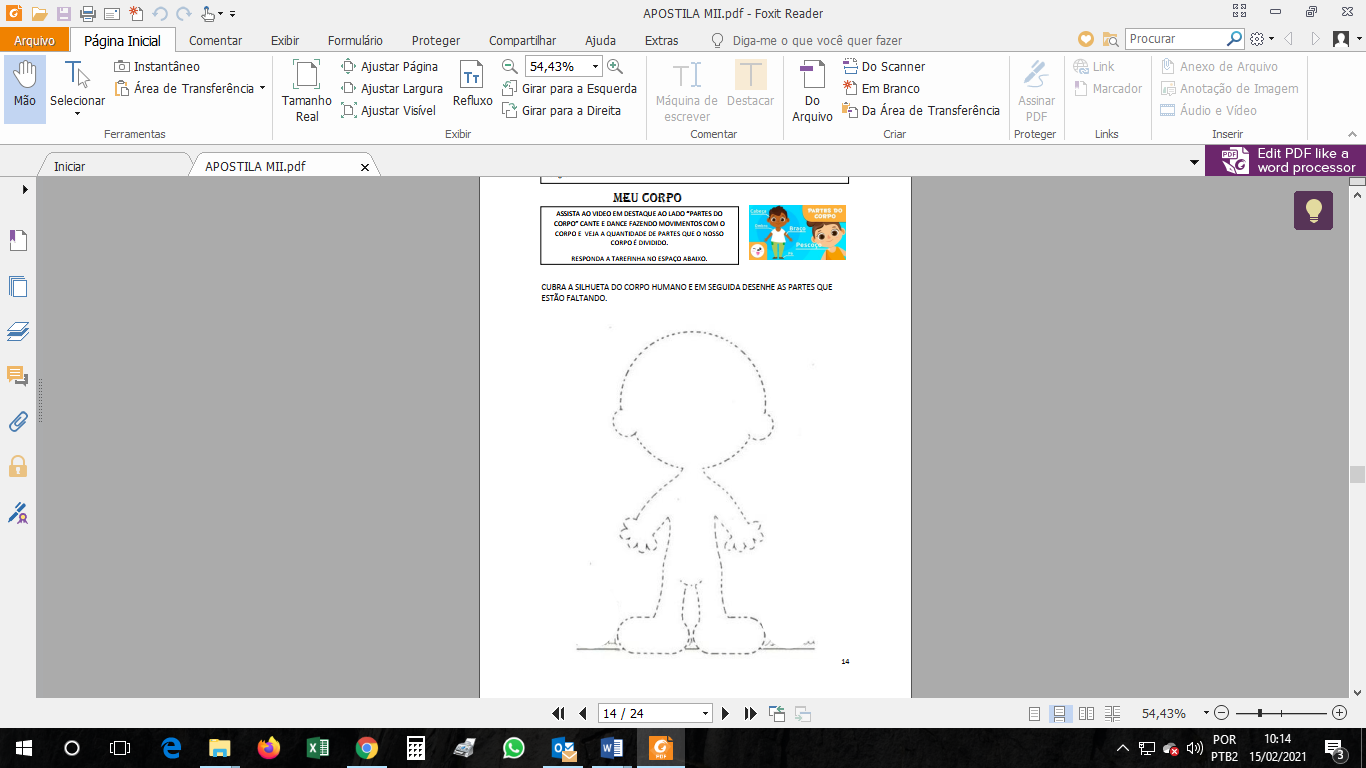 APOSTILA MII.pdf - Foxit Reader
Arquivo
Página Inicial
Comentar
Exibir
Formulário
Proteger
Compartilhar
Ajuda
Extras
Diga-me o que você quer fazer
Procurar
Mão
Selecionar
Instantâneo
Área de Transferência
Ferramentas
Tamanho
Real
Ajustar Página
Ajustar Largura
Ajustar Visível
Refluxo
54,43%
Girar para a Esquerda
Girar para a Direita
Exibir
Máquina de
escrever
Destacar
Comentar
Do
Arquivo
Do Scanner
Em Branco
Da Área de Transferência
Criar
Assinar
PDF
Proteger
Link
Marcador
Links
Anexo de Arquivo
Anotação de Imagem
Áudio e Vídeo
Inserir
Iniciar
APOSTILA MII.pdf
Edit PDF like a
word processor
MEU CORPO
ASSISTA AO VIDEO EM DESTAQUE AO LADO "PARTES DO
CORPO" CANTE E DANCE FAZENDO MOVIMENTOS COM O
CORPO E VEJA A QUANTIDADE DE PARTES QUE O NOSSO
CORPO É DIVIDIDO.
RESPONDA A TAREFINHA NO ESPAÇO ABAIXO.
PARTES DO
CORPO
Cabeça
Braço
Pescoço
CUBRA A SILHUETA DO CORPO HUMANO E EM SEGUIDA DESENHE AS PARTES QUE
ESTÃO FALTANDO.
14
14 / 24
54,43%
POR
PTB2
10:14
15/02/2021
3